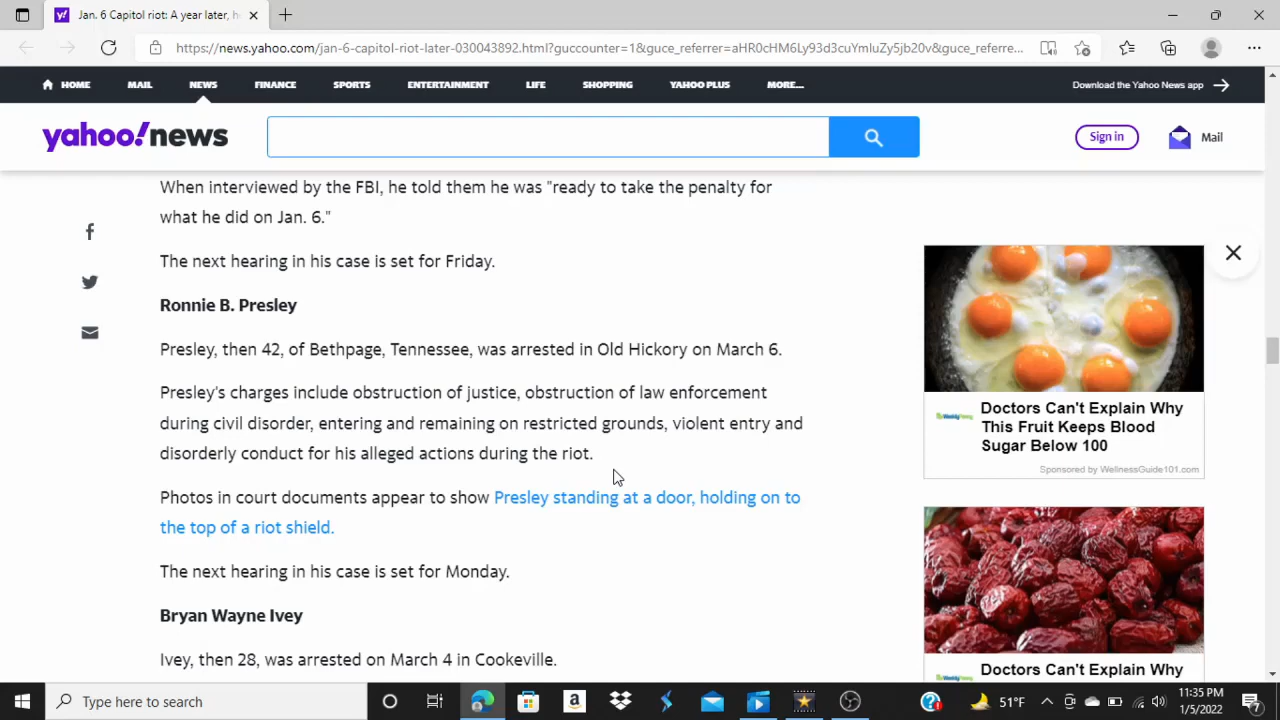 Jan. 6 Capitol riot: A year later, h
https://news.yahoo.com/jan-6-capitol-riot-later-030043892.html?guccounter=1&guce_referrer=aHR0cHM6Ly93d3cuYmluZy5jb20v&guce_referre...
HOME MAIL NEWS FINANCE SPORTS ENTERTAINMENT LIFE SHOPPING YAHOO PLUS MORE... Download the Yahoo News app
yahoo!news Sign in Mail
When interviewed by the FBI, he told them he was "ready to take the penalty for
what he did on Jan. 6."
The next hearing in his case is set for Friday.
Ronnie B. Presley
Presley, then 42, of Bethpage, Tennessee, was arrested in Old Hickory on March 6.
Presley's charges include obstruction of justice, obstruction of law enforcement
during civil disorder, entering and remaining on restricted grounds, violent entry and
disorderly conduct for his alleged actions during the riot.
Photos in court documents appear to show Presley standing at a door, holding on to
the top of a riot shield.
The next hearing in his case is set for Monday.
Bryan Wayne Ivey
Ivey, then 28, was arrested on March 4 in Cookeville.
Doctors Can't Explain Why
This Fruit Keeps Blood
Sugar Below 100
Sponsored by WellnessGuide101.com
Doctors Can't Explain Why
Type here to search
51°F
11:35 PM
1/5/2022
7